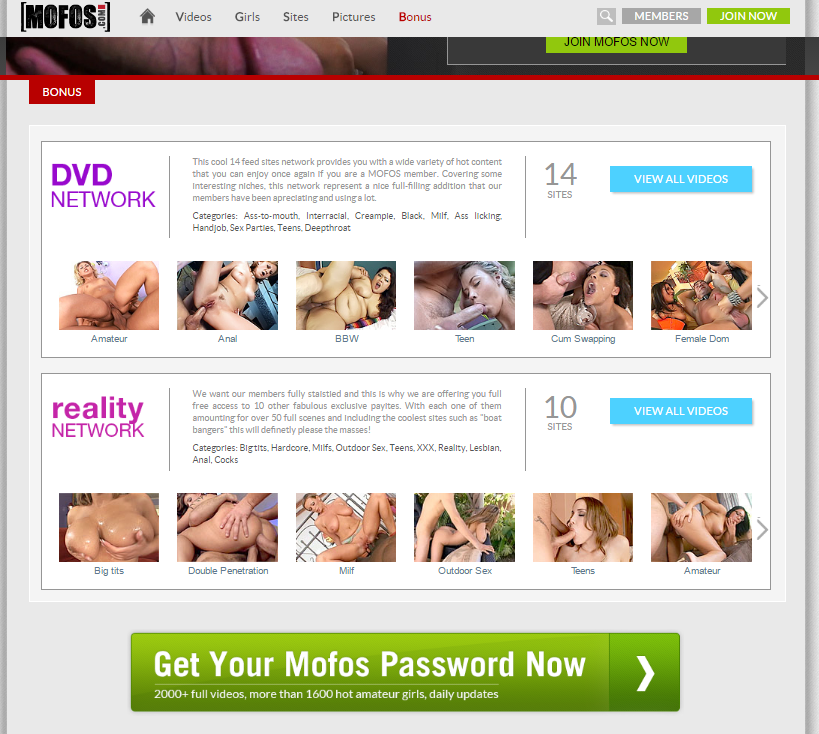 [MOFOS.COM]
Videos Girls Sites Pictures Bonus MEMBERS JOIN NOW
JOIN MOFOS NOW
BONUS
DVD
NETWORK
This cool 14 feed sites network provides you with a wide variety of hot content
that you can enjoy once again if you are a MOFOS member. Covering some
interesting niches, this network represent a nice full-filling addition that our
members have been apreciating and using a lot.
Categories: Ass-to-mouth, Interracial, Creampie, Black, Milf, Ass licking,
Handjob, Sex Parties, Teens, Deepthroat
14
SITES
VIEW ALL VIDEOS
Amateur Anal BBW Teen Cum Swapping Female Dom
reality
NETWORK
We want our members fully staistied and this is why we are offering you full
free access to 10 other fabulous exclusive payites. With each one of them
amounting for over 50 full scenes and including the coolest sites such as "boat
bangers" this will definetly please the masses!
Categories: Bigtits, Hardcore, Milfs, Outdoor Sex, Teens, XXX, Reality, Lesbian,
Anal, Cocks
10
SITES
VIEW ALL VIDEOS
Big tits Double Penetration Milf Outdoor Sex Teens Amateur
Get Your Mofos Password Now
2000+ full videos, more than 1600 hot amateur girls, daily updates